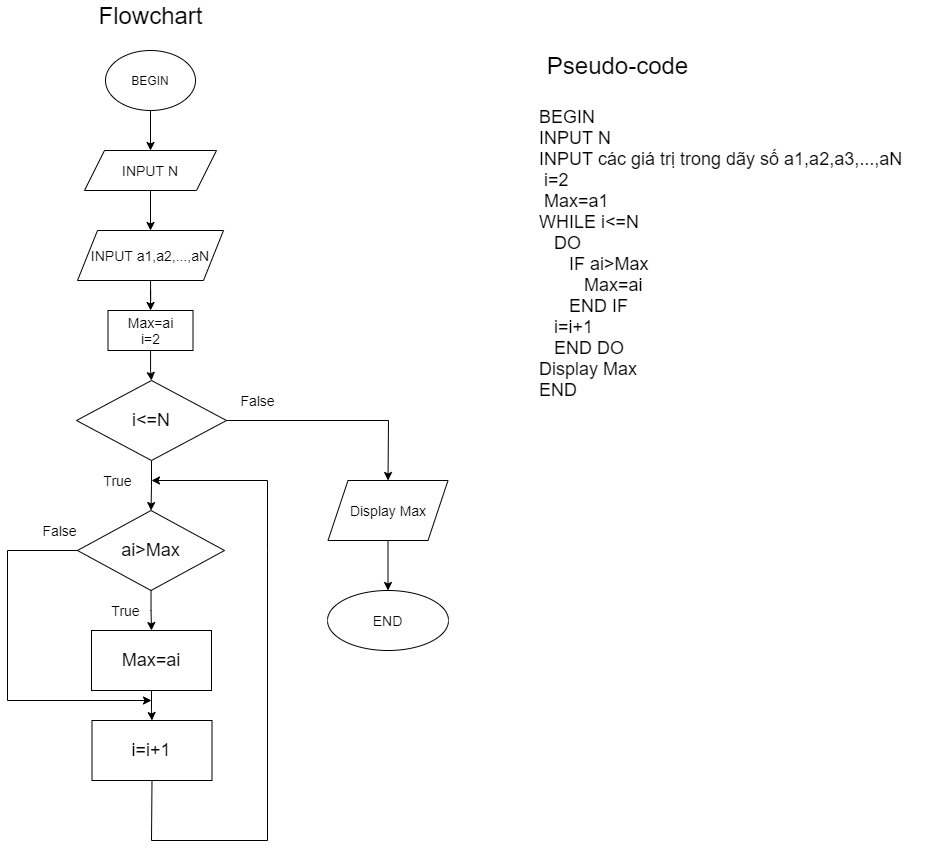 Flowchart
BEGIN
INPUT N
INPUT a1,a2,...,aN
Max=ai
i=2
i<=N
False
True
Display Max
False
ai>Max
True
END
Max=ai
i=i+1
Pseudo-code
BEGIN
INPUT N
INPUT các giá trị trong dãy số a1,a2,a3,...,aN
i=2
Max=a1
WHILE i<=N
DO
IF ai>Max
Max=ai
END IF
i=i+1
END DO
Display Max
END